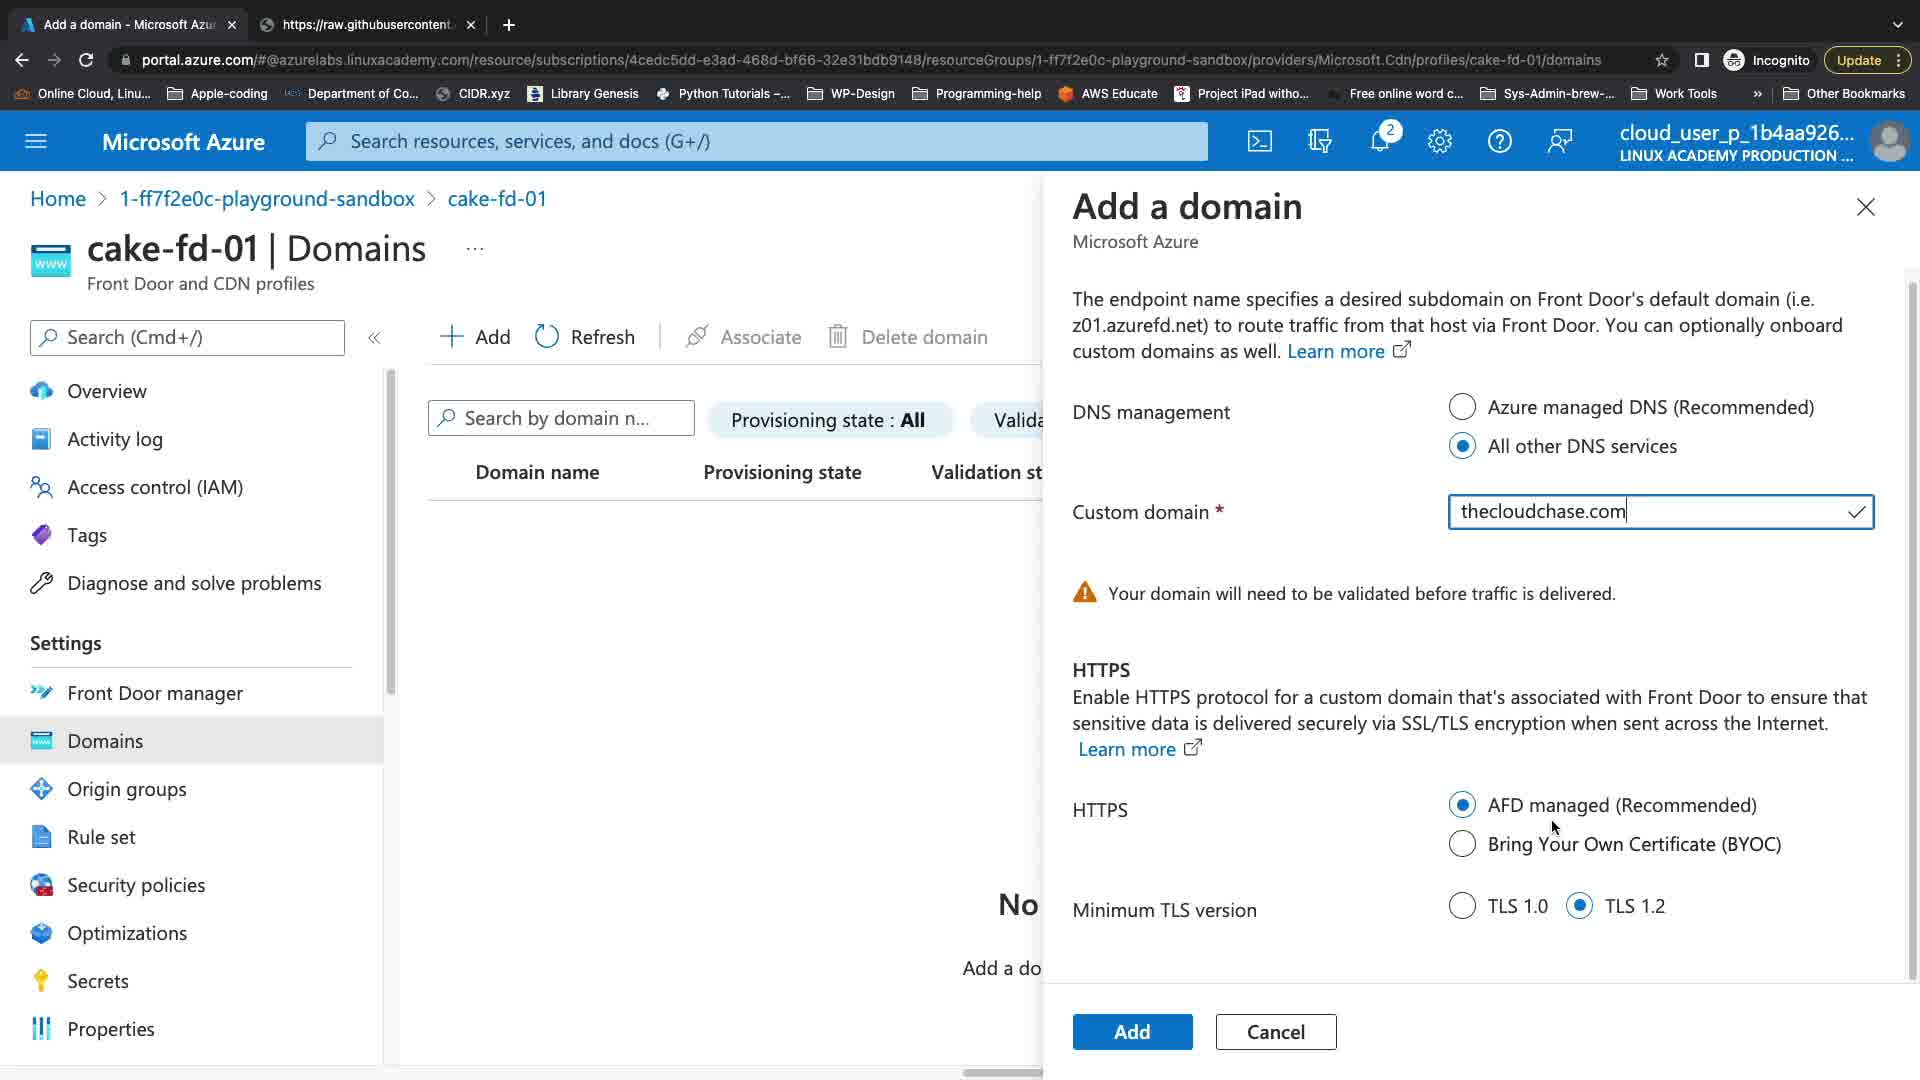 Add a domain - Microsoft Azu
https://raw.githubusercontent.
portal.azure.com/#@azurelabs.linuxacademy.com/resource/subscriptions/4cedc5dd-e3ad-468d-bf66-32e31bdb9148/resourceGroups/1-ff7f2e0c-playground-sandbox/providers/Microsoft.Cdn/profiles/cake-fd-01/domains
Incognito
Update
Online Cloud, Linu...
Apple-coding
Department of Co...
CIDR.xyz
Library Genesis
Python Tutorials –...
WP-Design
Programming-help
AWS Educate
Project iPad witho...
Free online word c...
Sys-Admin-brew-...
Work Tools
»
Other Bookmarks
Microsoft Azure
Search resources, services, and docs (G+/)
2
cloud_user_p_1b4aa926...
LINUX ACADEMY PRODUCTION ...
Home > 1-ff7f2e0c-playground-sandbox > cake-fd-01
www
cake-fd-01 | Domains
...
Front Door and CDN profiles
Search (Cmd+/)
«
Overview
Activity log
Access control (IAM)
Tags
Diagnose and solve problems
Settings
Front Door manager
Domains
Origin groups
Rule set
Security policies
Optimizations
Secrets
Properties
Add
Refresh
Associate
Delete domain
Search by domain n...
Provisioning state : All
Valida
Domain name
Provisioning state
Validation st
No
Add a do
Add a domain
Microsoft Azure
The endpoint name specifies a desired subdomain on Front Door's default domain (i.e.
z01.azurefd.net) to route traffic from that host via Front Door. You can optionally onboard
custom domains as well. Learn more
DNS management
Azure managed DNS (Recommended)
All other DNS services
Custom domain *
thecloudchase.com
Your domain will need to be validated before traffic is delivered.
HTTPS
Enable HTTPS protocol for a custom domain that's associated with Front Door to ensure that
sensitive data is delivered securely via SSL/TLS encryption when sent across the Internet.
Learn more
HTTPS
AFD managed (Recommended)
Bring Your Own Certificate (BYOC)
Minimum TLS version
TLS 1.0
TLS 1.2
Add
Cancel